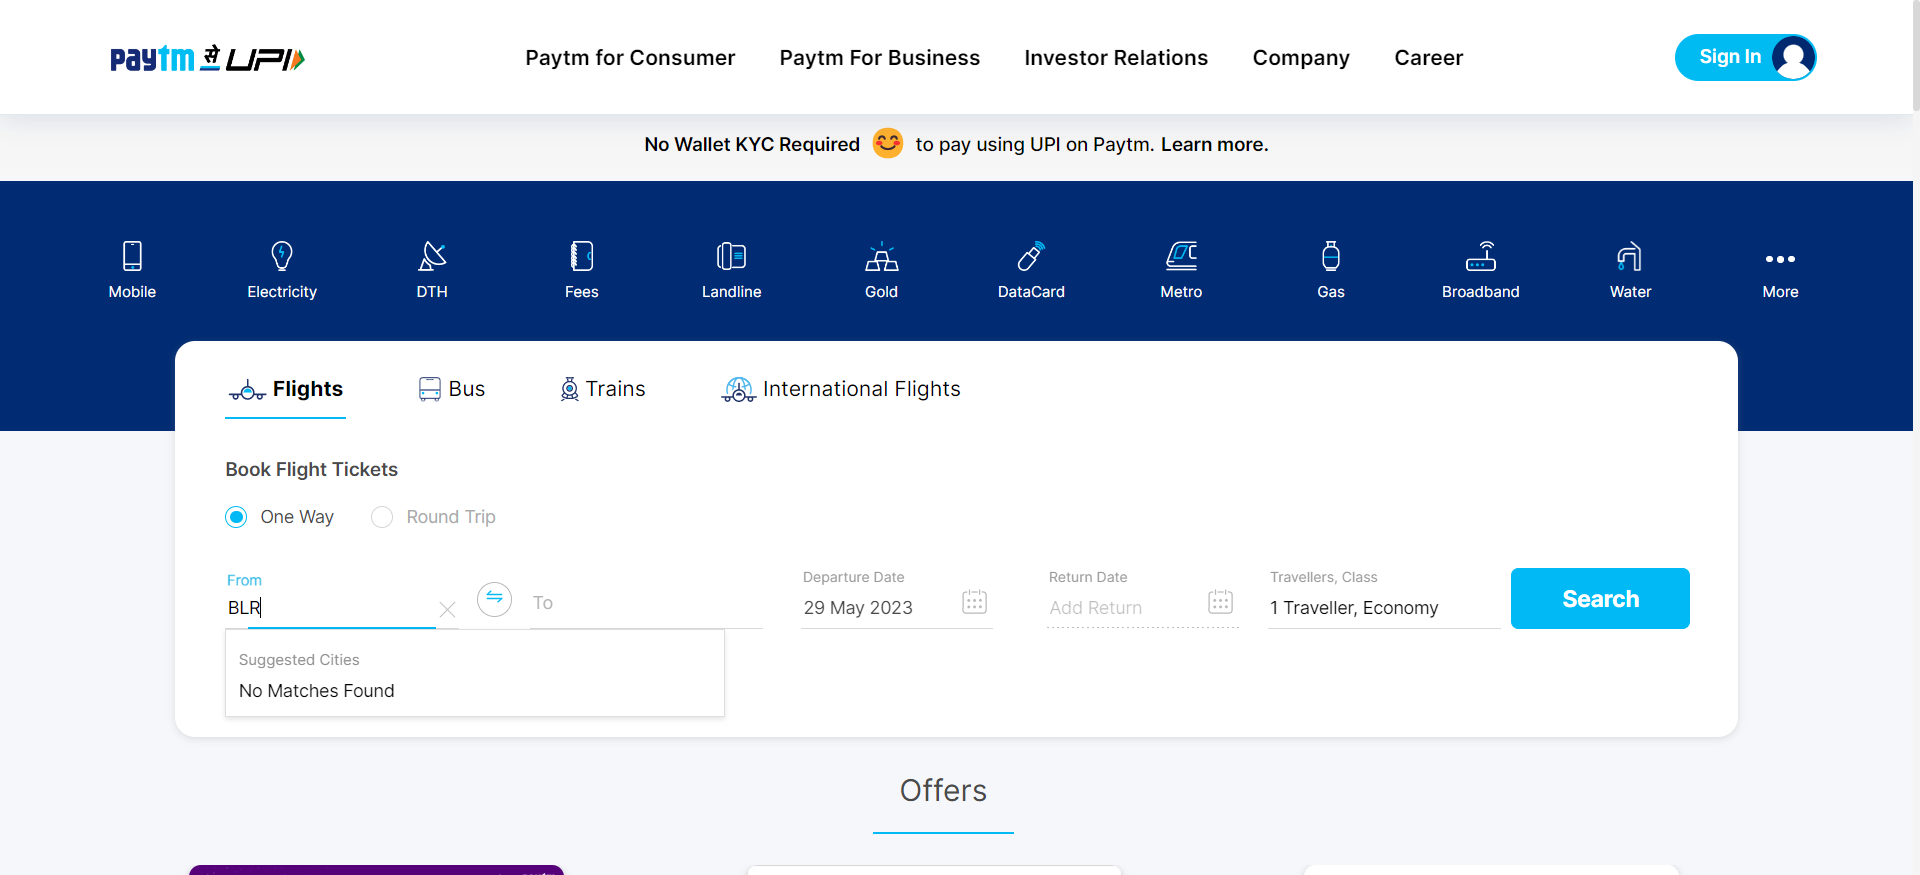 paytm से UPI
Paytm for Consumer
Paytm For Business
Investor Relations
Company
Career
Sign In
No Wallet KYC Required 😊 to pay using UPI on Paytm. Learn more.
Mobile
Electricity
DTH
Fees
Landline
Gold
DataCard
Metro
Gas
Broadband
Water
More
Flights
Bus
Trains
International Flights
Book Flight Tickets
One Way
Round Trip
From
BLR
To
Departure Date
29 May 2023
Return Date
Add Return
Travellers, Class
1 Traveller, Economy
Search
Suggested Cities
No Matches Found
Offers